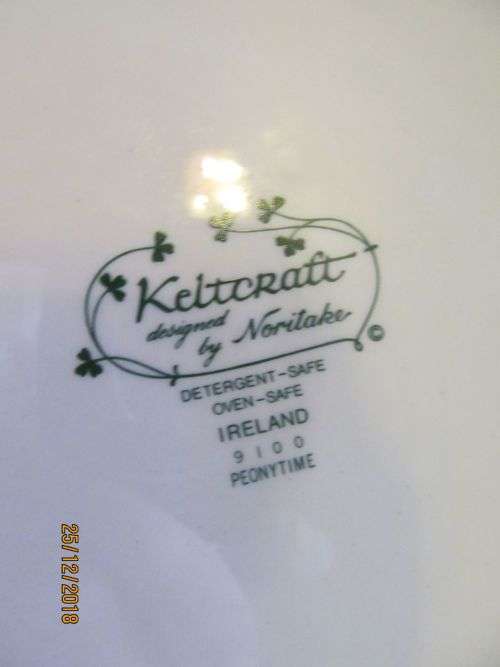 Keltcraft
designed
by Noritake
©
DETERGENT-SAFE
OVEN-SAFE
IRELAND
9100
PEONYTIME
25/12/2018